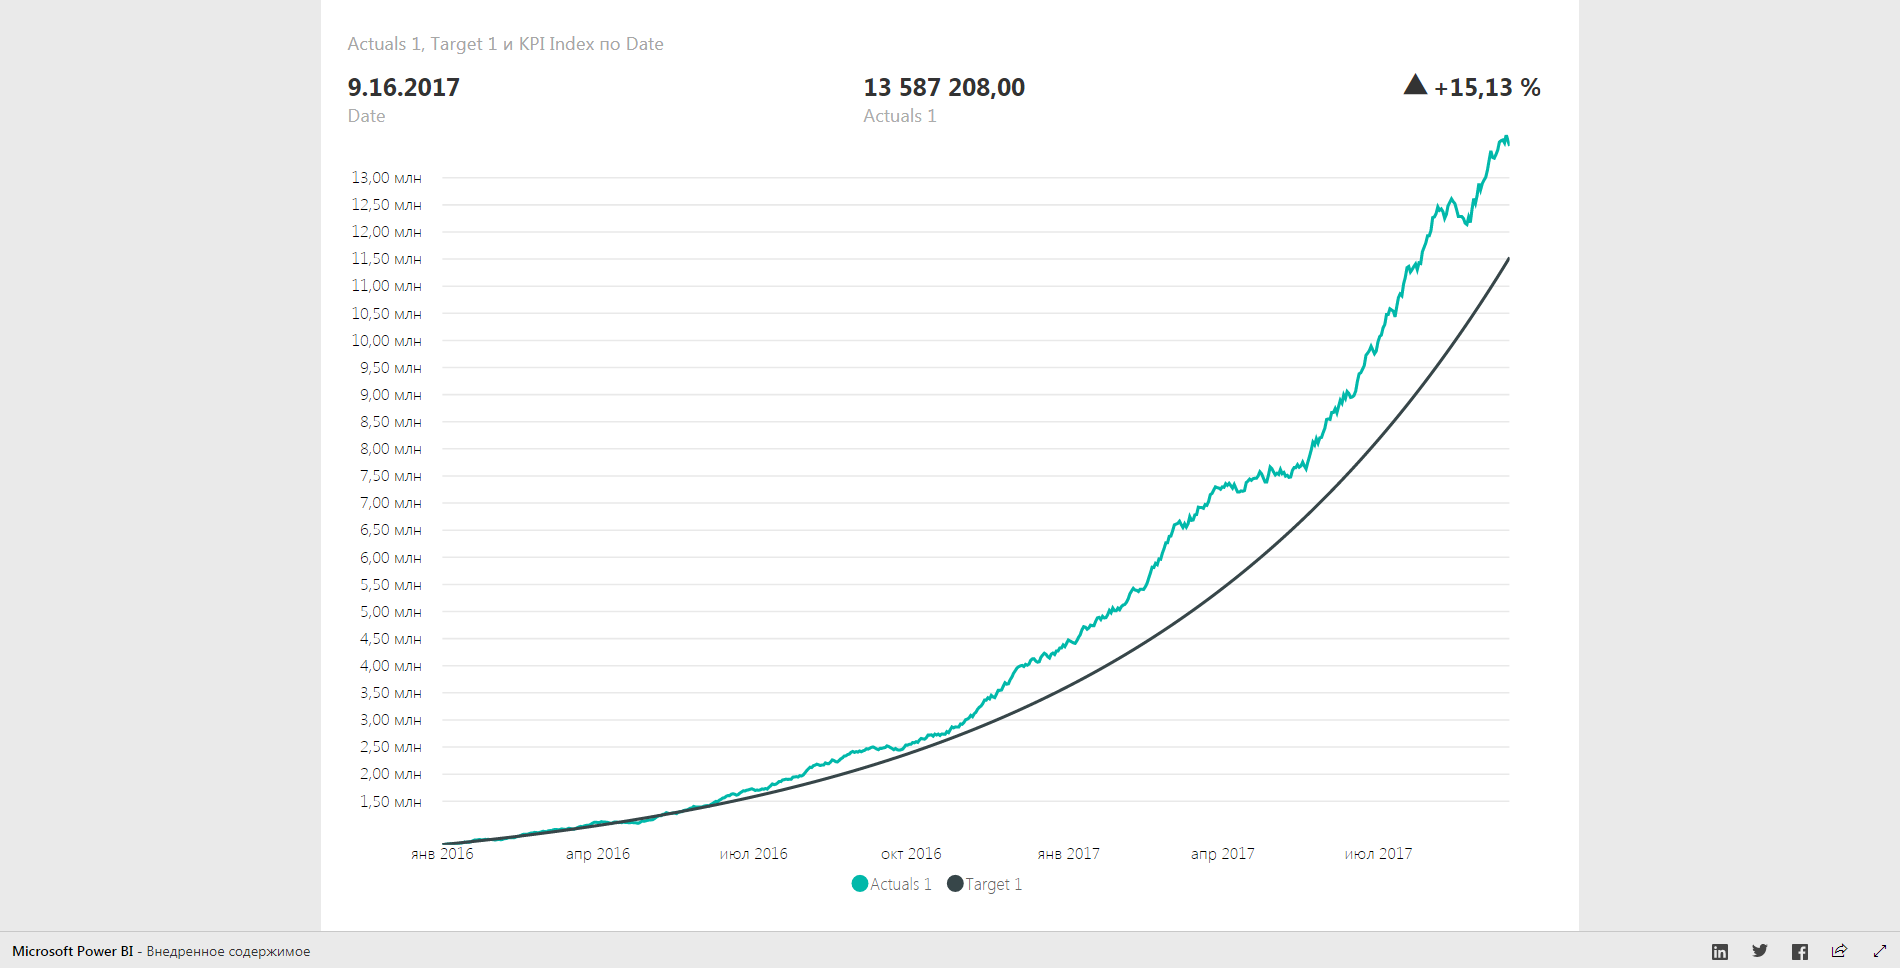 Actuals 1, Target 1 и KPI Index по Date
9.16.2017
Date
13 587 208,00
Actuals 1
▲ +15,13 %
13,00 млн
12,50 млн
12,00 млн
11,50 млн
11,00 млн
10,50 млн
10,00 млн
9,50 млн
9,00 млн
8,50 млн
8,00 млн
7,50 млн
7,00 млн
6,50 млн
6,00 млн
5,50 млн
5,00 млн
4,50 млн
4,00 млн
3,50 млн
3,00 млн
2,50 млн
2,00 млн
1,50 млн
янв 2016 апр 2016 июл 2016 окт 2016 янв 2017 апр 2017 июл 2017
Actuals 1 Target 1
Microsoft Power BI - Внедренное содержимое